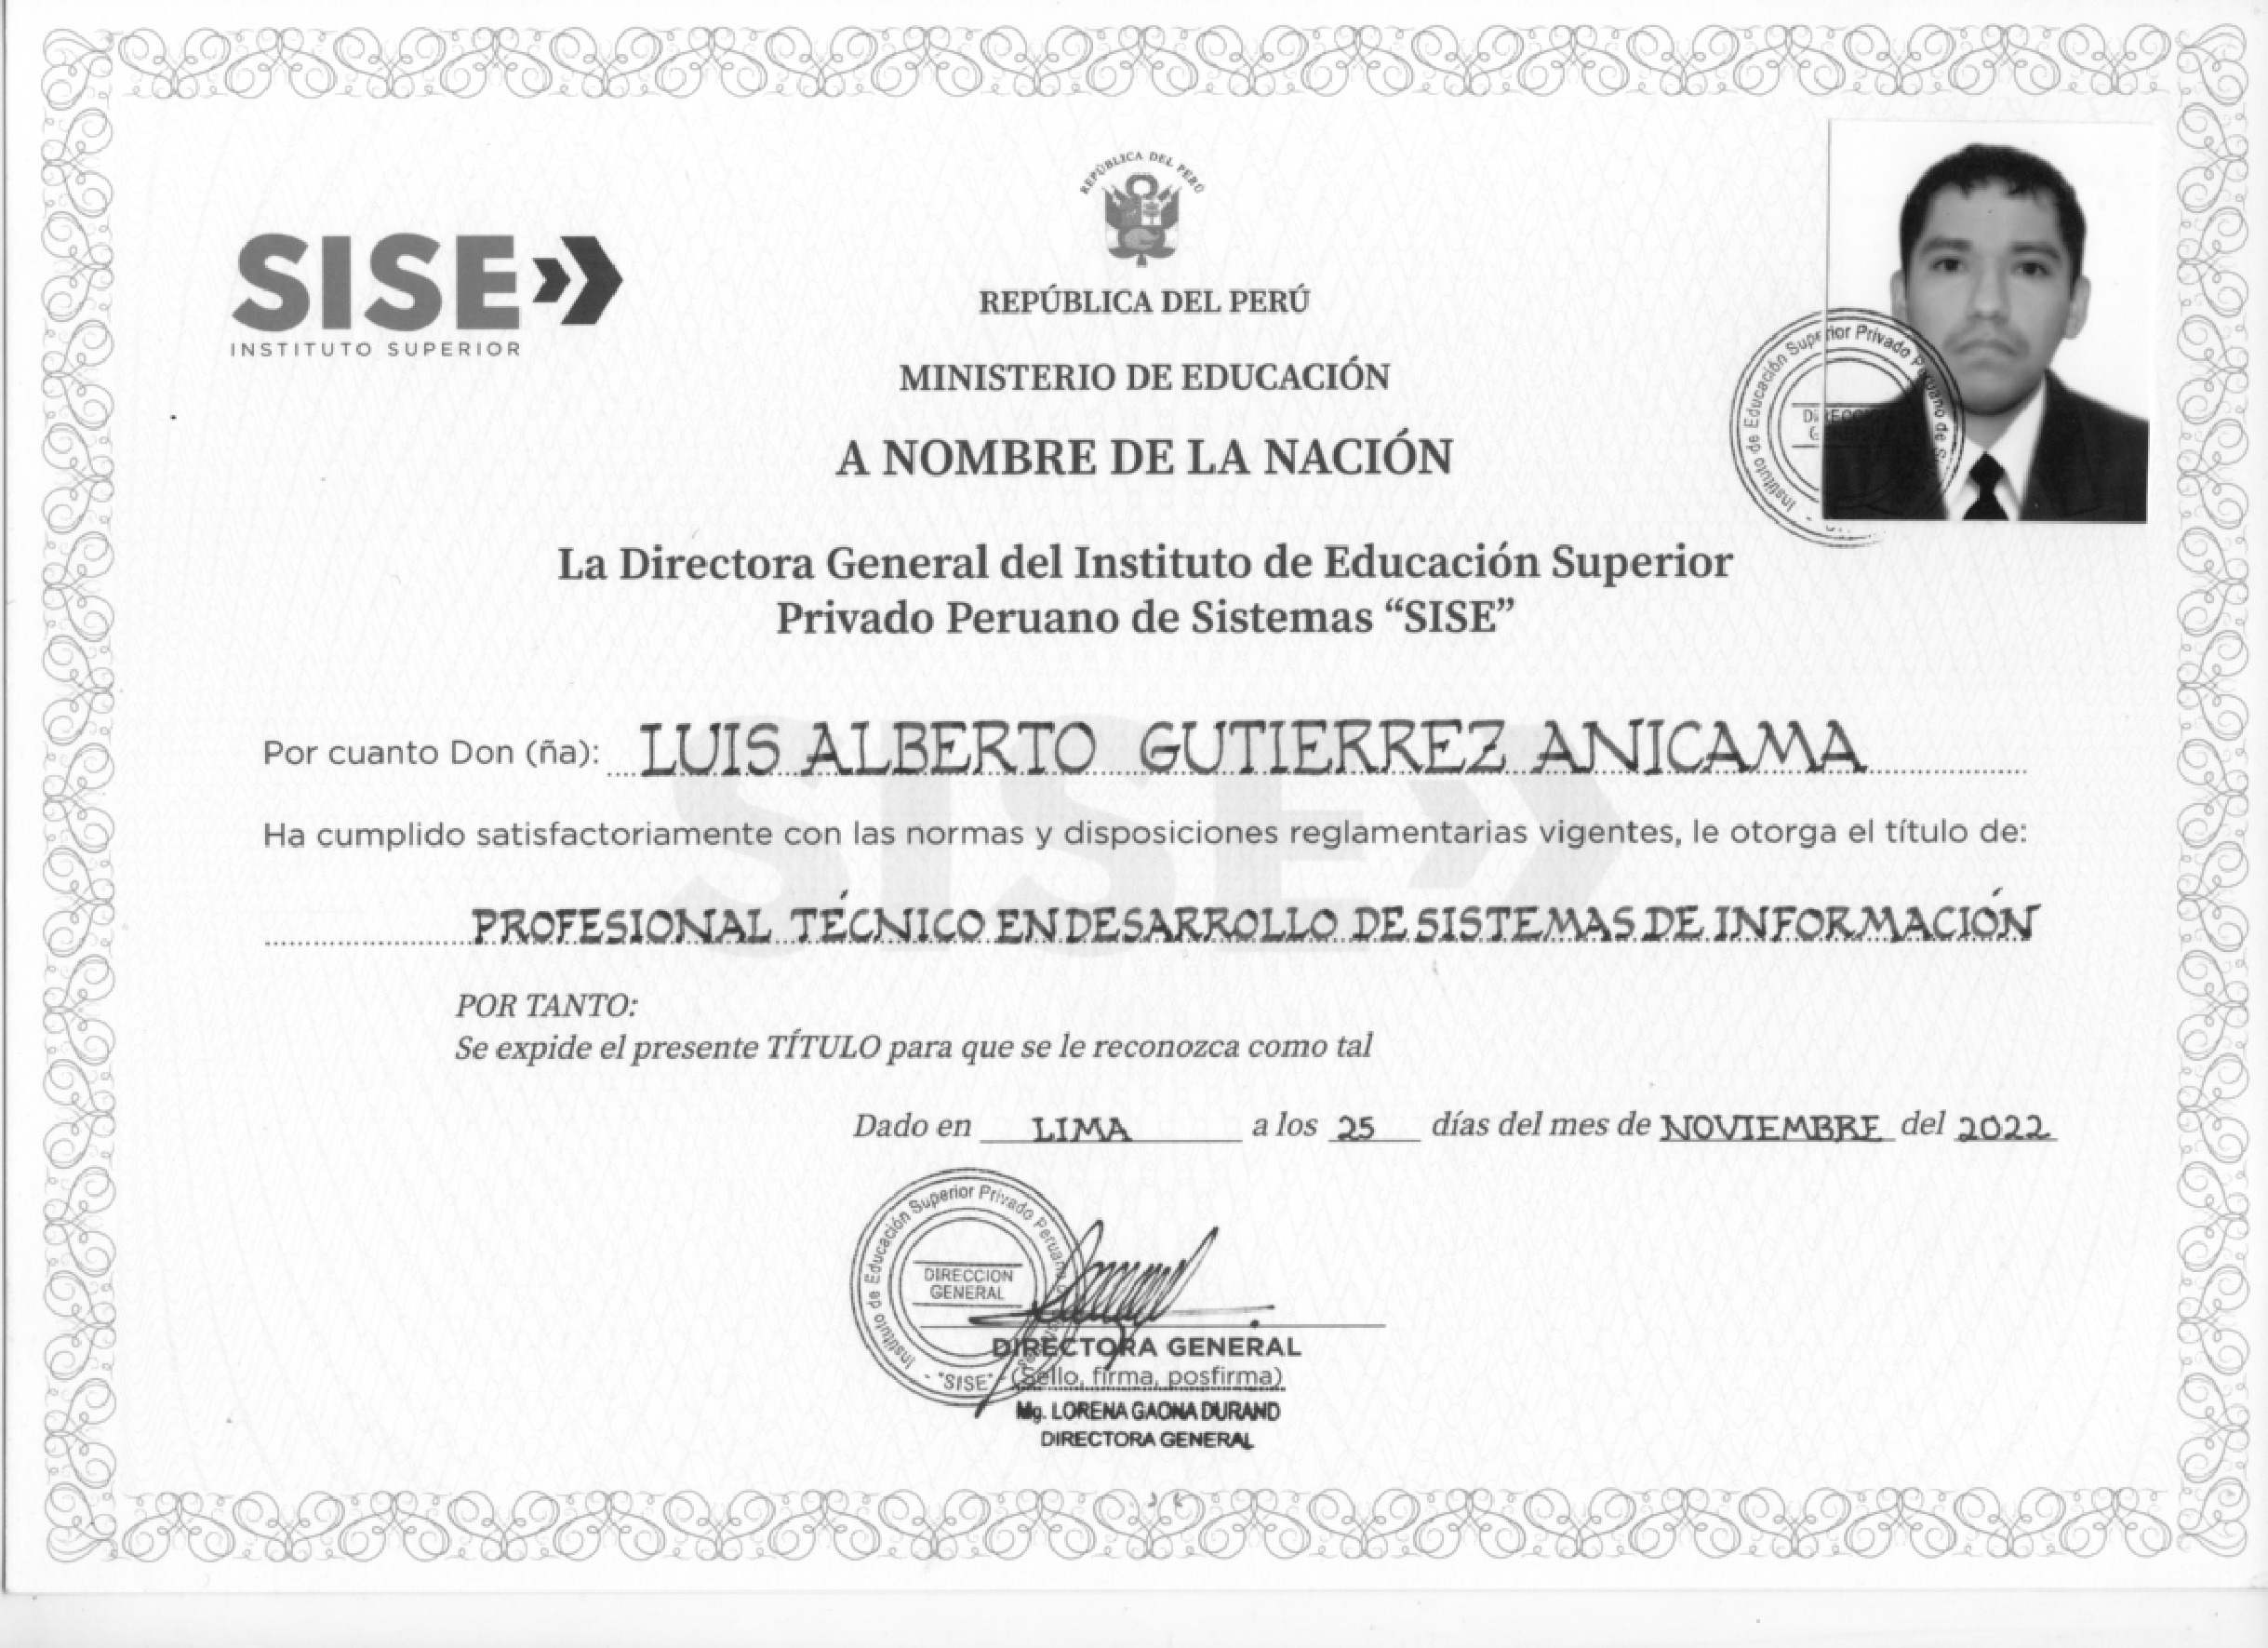 SISE
INSTITUTO SUPERIOR
REPÚBLICA DEL PERÚ
REPÚBLICA DEL PERÚ
MINISTERIO DE EDUCACIÓN
A NOMBRE DE LA NACIÓN
Instituto de Educación Superior Privado Peruano de
La Directora General del Instituto de Educación Superior
Privado Peruano de Sistemas “SISE”
Por cuanto Don (ña): LUIS ALBERTO GUTIERREZ ANICAMA
SISE
Ha cumplido satisfactoriamente con las normas y disposiciones reglamentarias vigentes, le otorga el título de:
PROFESIONAL TÉCNICO EN DESARROLLO DE SISTEMAS DE INFORMACIÓN
POR TANTO:
Se expide el presente TÍTULO para que se le reconozca como tal
Dado en LIMA a los 25 días del mes de NOVIEMBRE del 2022
Instituto de Educación Superior Privado Peruano
DIRECCION
GENERAL
- "SISE" -
DIRECTORA GENERAL
(Sello, firma, posfirma)
Mg. LORENA GAONA DURAND
DIRECTORA GENERAL